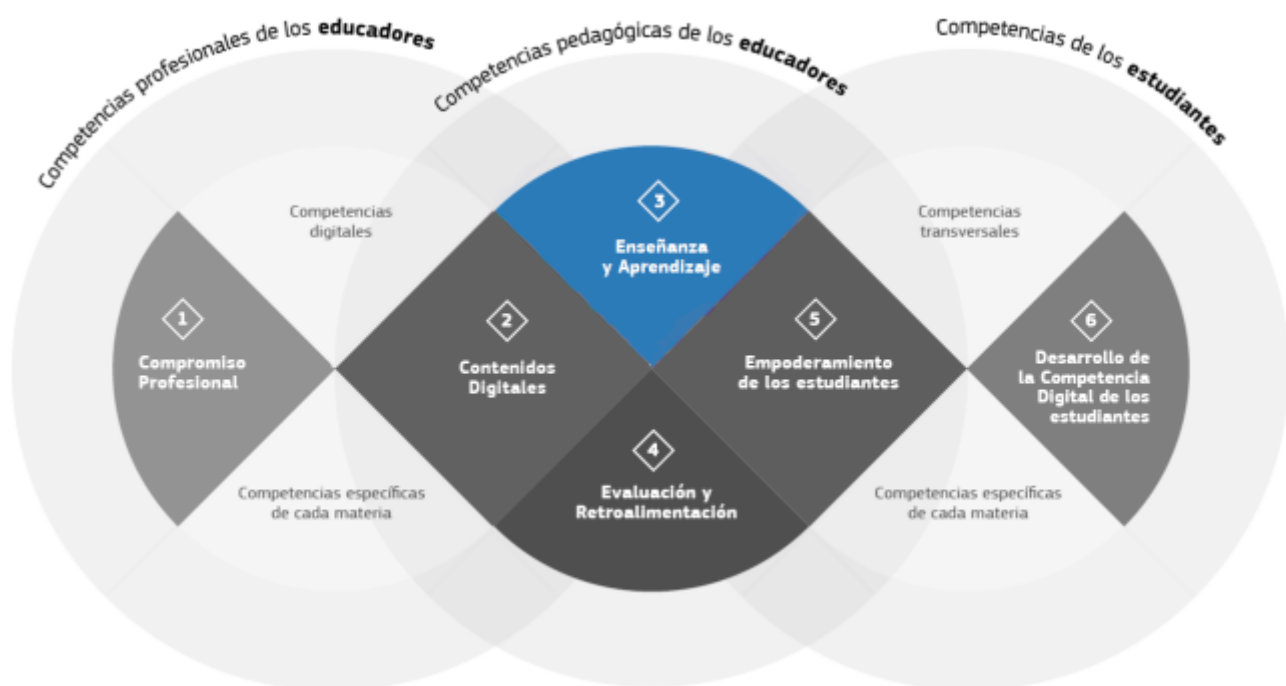 Competencias profesionales de los educadores
Competencias pedagógicas de los educadores
Competencias de los estudiantes
Competencias
digitales
3
Enseñanza
y Aprendizaje
Competencias
transversales
1
Compromiso
Profesional
2
Contenidos
Digitales
5
Empoderamiento
de los estudiantes
6
Desarrollo de
la Competencia
Digital de los
estudiantes
Competencias específicas
de cada materia
4
Evaluación y
Retroalimentación
Competencias específicas
de cada materia